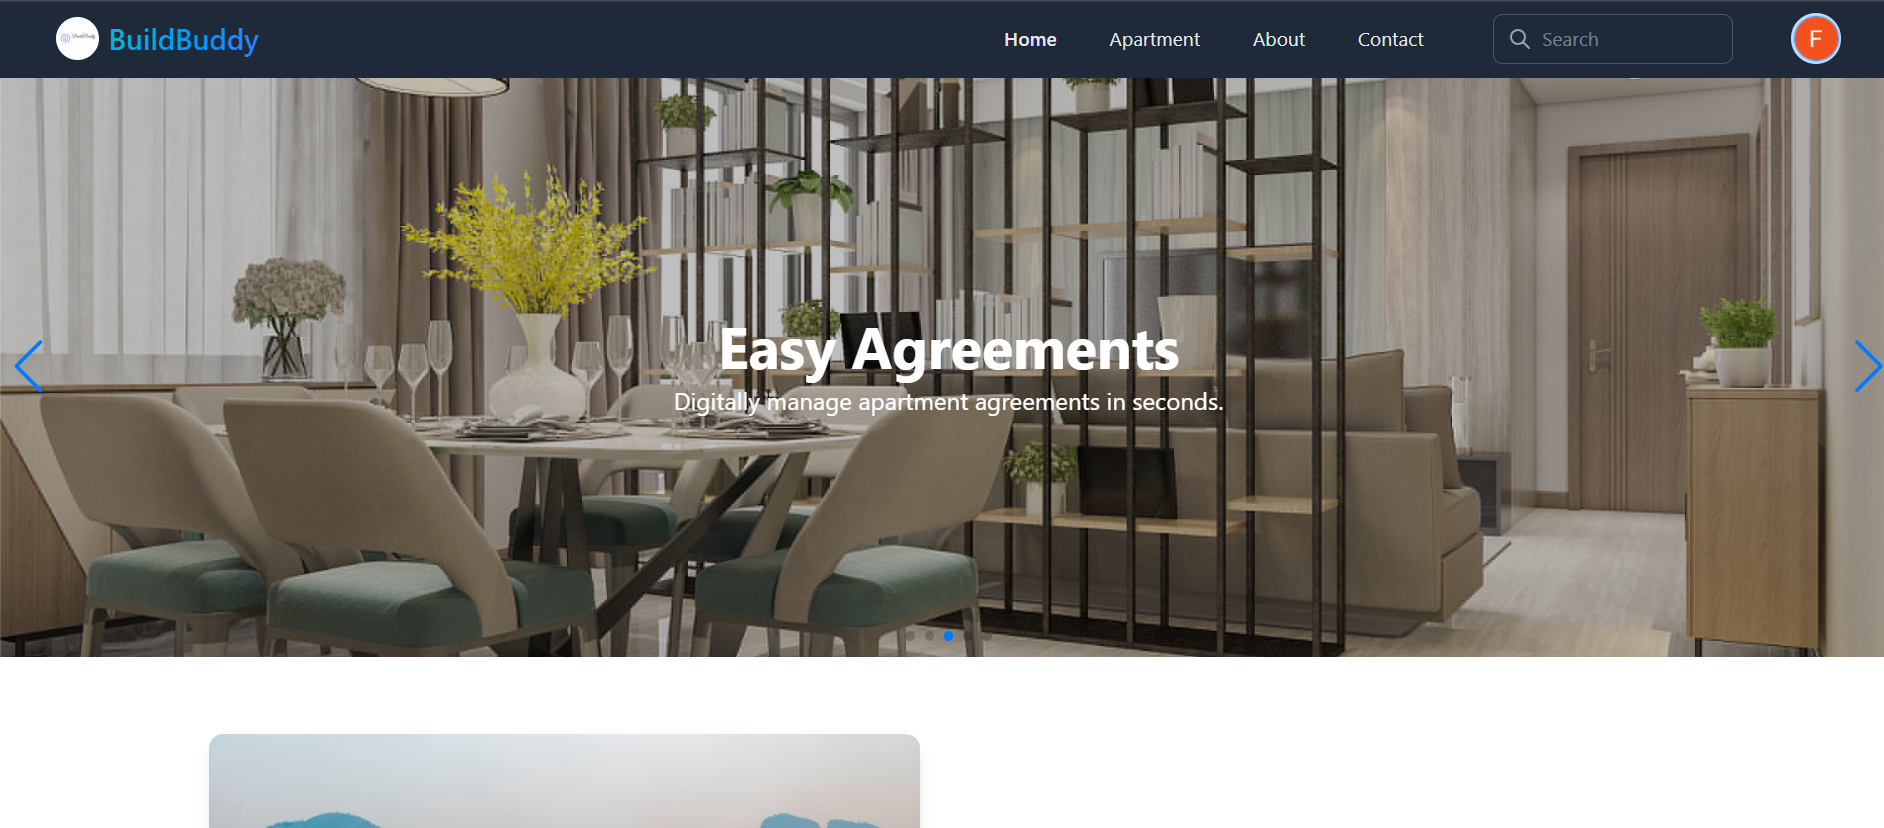 BuildBuddy
Home
Apartment
About
Contact
Search
F
Easy Agreements
Digitally manage apartment agreements in seconds.